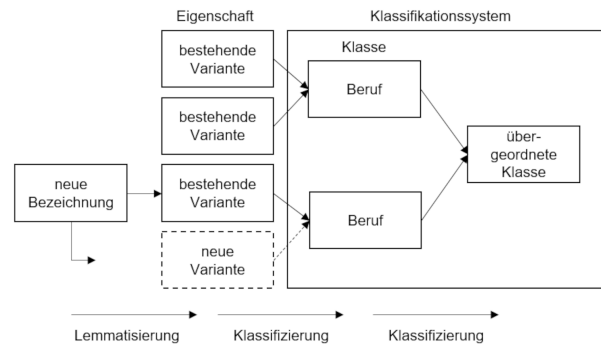 Eigenschaft
Klassifikationssystem
bestehende
Variante
Klasse
Beruf
bestehende
Variante
über-
geordnete
Klasse
neue
Bezeichnung
bestehende
Variante
Beruf
neue
Variante
Lemmatisierung
Klassifizierung
Klassifizierung